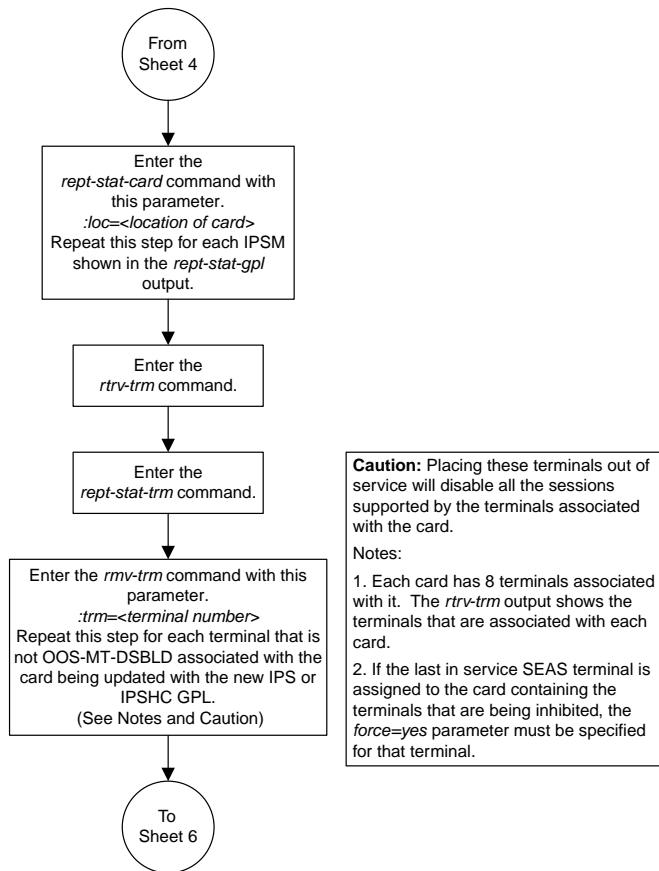 From
Sheet 4
Enter the
rept-stat-card command with
this parameter.
:loc=<location of card>
Repeat this step for each IPSM
shown in the rept-stat-gpl
output.
Enter the
rtrv-trm command.
Enter the
rept-stat-trm command.
Enter the rmv-trm command with this
parameter.
:trm=<terminal number>
Repeat this step for each terminal that is
not OOS-MT-DSBLD associated with the
card being updated with the new IPS or
IPSHC GPL.
(See Notes and Caution)
To
Sheet 6
Caution: Placing these terminals out of
service will disable all the sessions
supported by the terminals associated
with the card.
Notes:
1. Each card has 8 terminals associated
with it. The rtrv-trm output shows the
terminals that are associated with each
card.
2. If the last in service SEAS terminal is
assigned to the card containing the
terminals that are being inhibited, the
force=yes parameter must be specified
for that terminal.